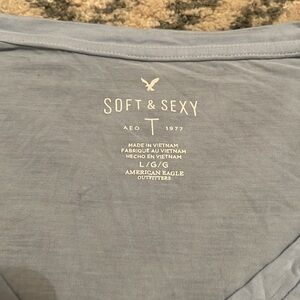 SOFT & SEXY
AEO T 1977
MADE IN VIETNAM
FABRIQUÉ AU VIETNAM
HECHO EN VIETNAM
L/G/G
AMERICAN EAGLE
OUTFITTERS